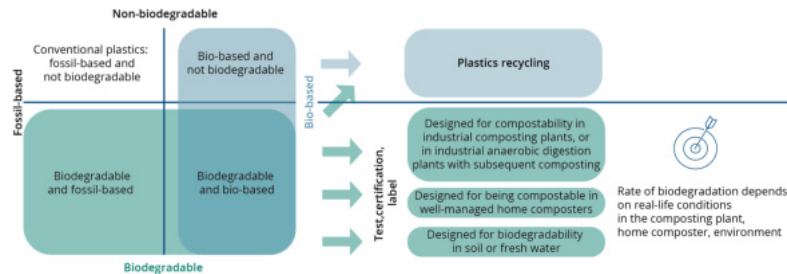 Non-biodegradable
Conventional plastics:
fossil-based and
not biodegradable
Bio-based and
not biodegradable
Fossil-based
Bio-based
Biodegradable
and fossil-based
Biodegradable
and bio-based
Biodegradable
Plastics recycling
Test,certification,
label
Designed for compostability in
industrial composting plants, or
in industrial anaerobic digestion
plants with subsequent composting
Designed for being compostable in
well-managed home composters
Designed for biodegradability
in soil or fresh water
Rate of biodegradation depends
on real-life conditions
in the composting plant,
home composter, environment